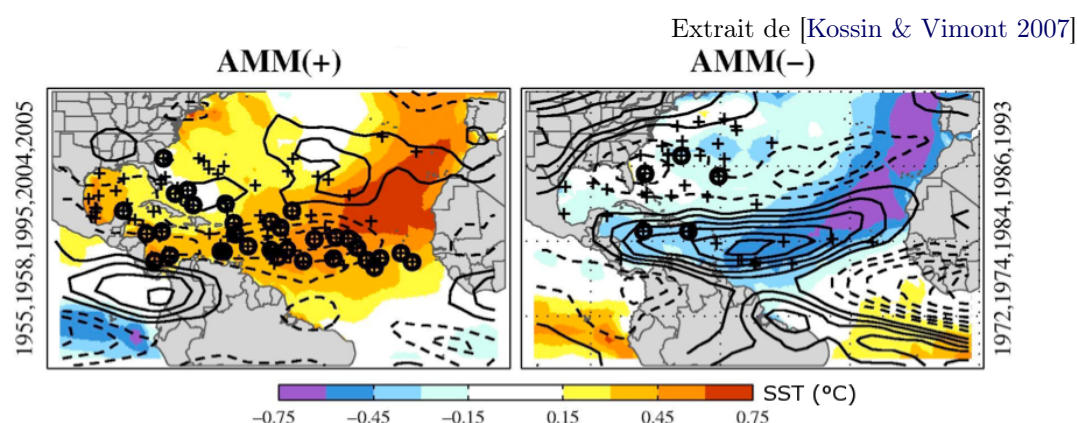 Extrait de [Kossin & Vimont 2007]
AMM(+)
AMM(−)
1955,1958,1995,2004,2005
1972,1974,1984,1986,1993
−0.75 −0.45 −0.15 0.15 0.45 0.75
SST (°C)